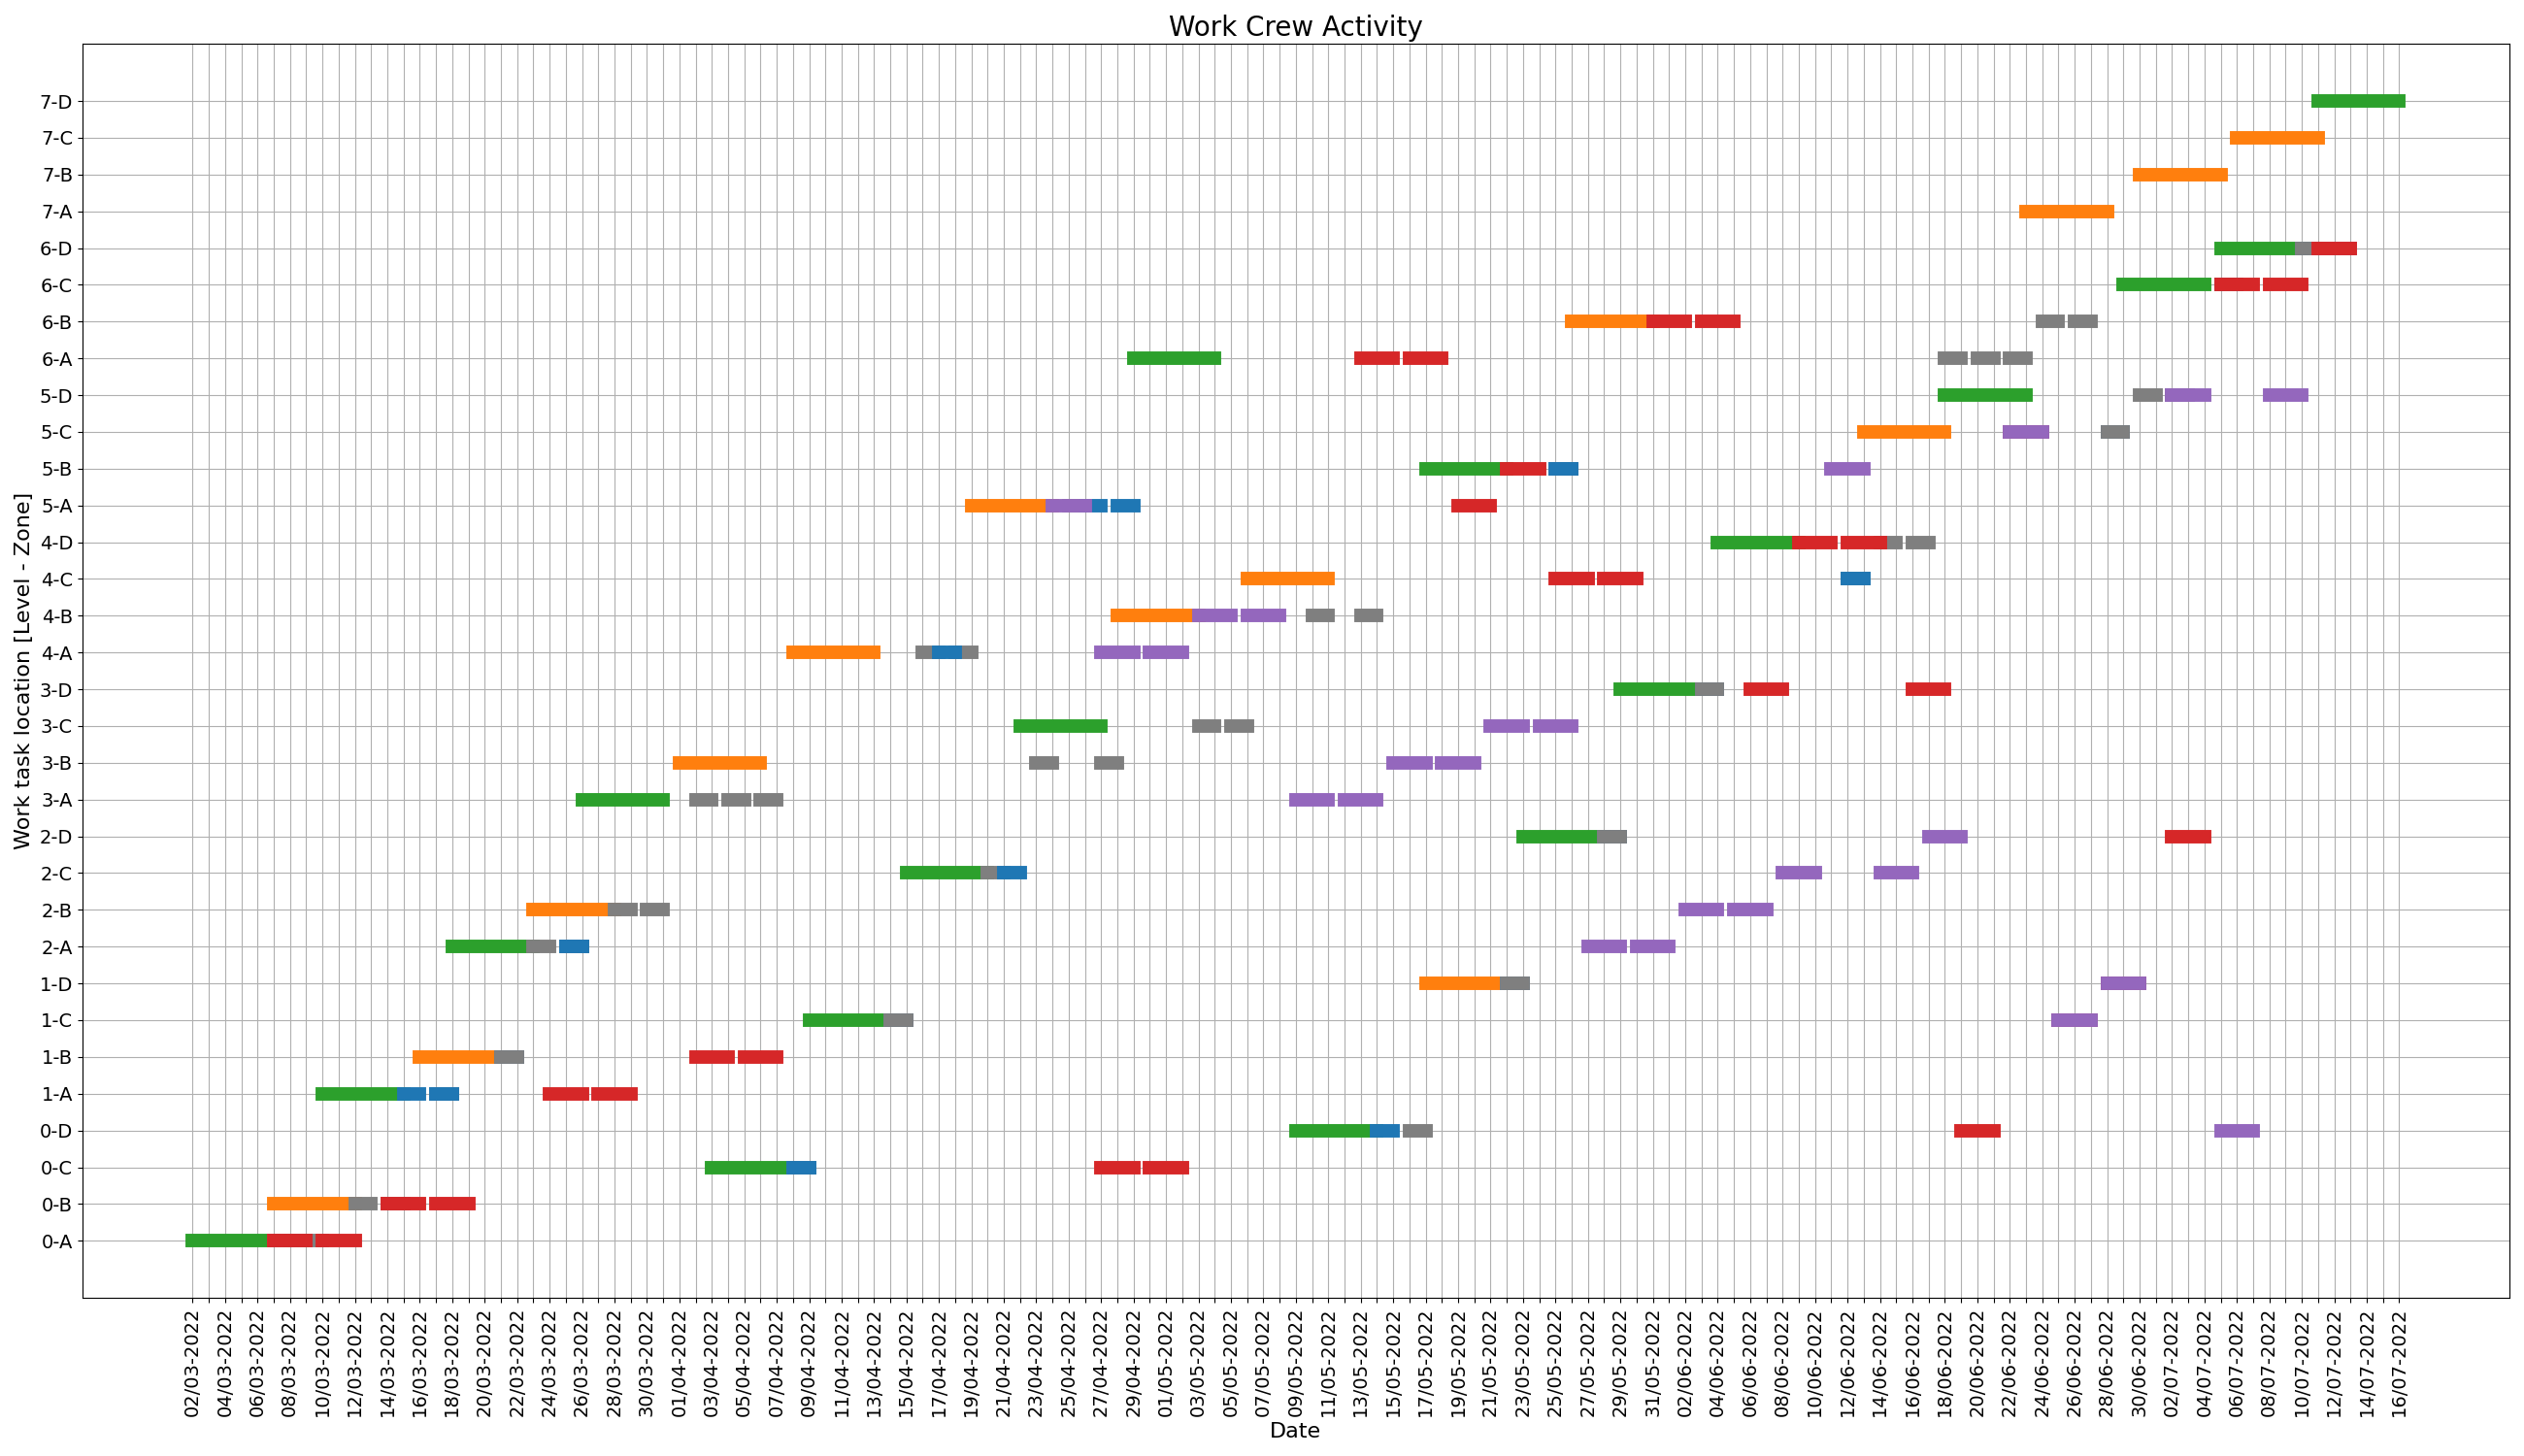 Work Crew Activity
Work task location [Level - Zone]
7-D
7-C
7-B
7-A
6-D
6-C
6-B
6-A
5-D
5-C
5-B
5-A
4-D
4-C
4-B
4-A
3-D
3-C
3-B
3-A
2-D
2-C
2-B
2-A
1-D
1-C
1-B
1-A
0-D
0-C
0-B
0-A
02/03-2022
04/03-2022
06/03-2022
08/03-2022
10/03-2022
12/03-2022
14/03-2022
16/03-2022
18/03-2022
20/03-2022
22/03-2022
24/03-2022
26/03-2022
28/03-2022
30/03-2022
01/04-2022
03/04-2022
05/04-2022
07/04-2022
09/04-2022
11/04-2022
13/04-2022
15/04-2022
17/04-2022
19/04-2022
21/04-2022
23/04-2022
25/04-2022
27/04-2022
29/04-2022
01/05-2022
03/05-2022
05/05-2022
07/05-2022
09/05-2022
11/05-2022
13/05-2022
15/05-2022
17/05-2022
19/05-2022
21/05-2022
23/05-2022
25/05-2022
27/05-2022
29/05-2022
31/05-2022
02/06-2022
04/06-2022
06/06-2022
08/06-2022
10/06-2022
12/06-2022
14/06-2022
16/06-2022
18/06-2022
20/06-2022
22/06-2022
24/06-2022
26/06-2022
28/06-2022
30/06-2022
02/07-2022
04/07-2022
06/07-2022
08/07-2022
10/07-2022
12/07-2022
14/07-2022
16/07-2022
Date